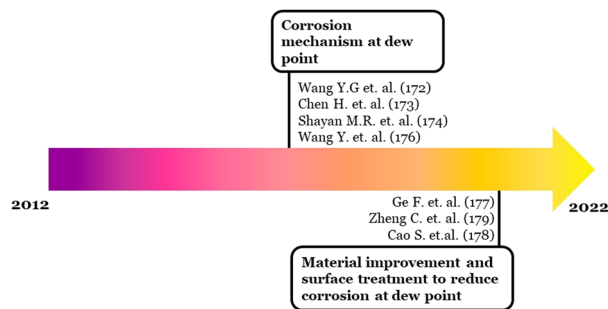 Corrosion
mechanism at dew
point
Wang Y.G et. al. (172)
Chen H. et. al. (173)
Shayan M.R. et. al. (174)
Wang Y. et. al. (176)
2012
2022
Ge F. et. al. (177)
Zheng C. et. al. (179)
Cao S. et.al. (178)
Material improvement and
surface treatment to reduce
corrosion at dew point